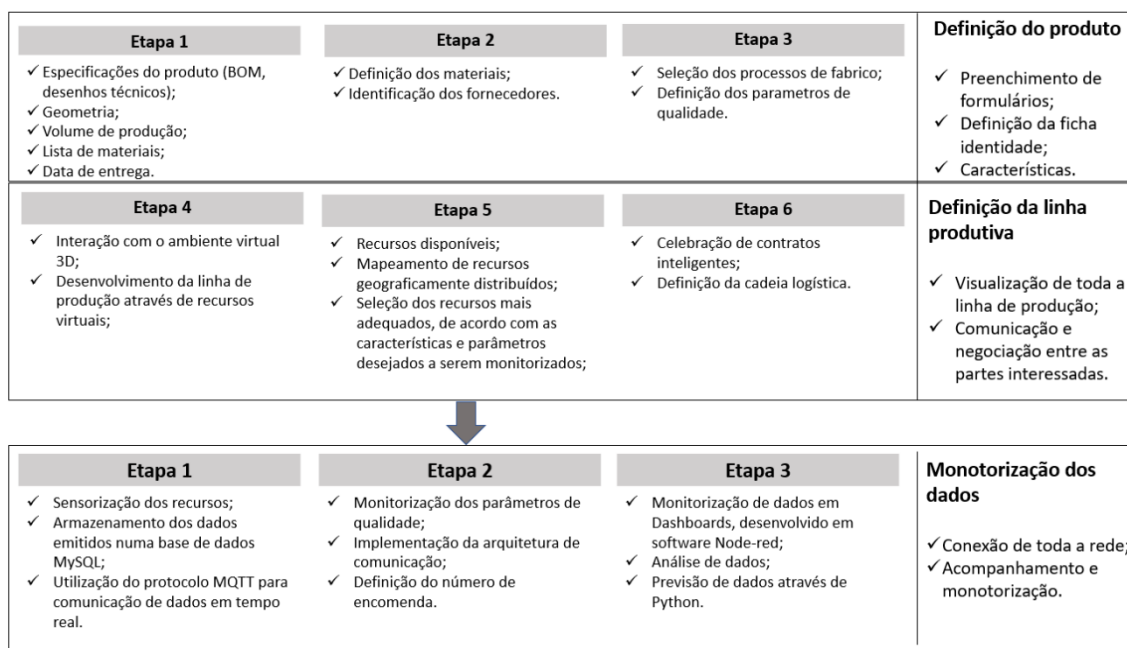 Etapa 1
✓ Especificações do produto (BOM,
desenhos técnicos);
✓ Geometria;
✓ Volume de produção;
✓ Lista de materiais;
✓ Data de entrega.
Etapa 2
✓ Definição dos materiais;
✓ Identificação dos fornecedores.
Etapa 3
✓ Seleção dos processos de fabrico;
✓ Definição dos parametros de
qualidade.
Definição do produto
✓ Preenchimento de
formulários;
✓ Definição da ficha
identidade;
✓ Características.
Etapa 4
✓ Interação com o ambiente virtual
3D;
✓ Desenvolvimento da linha de
produção através de recursos
virtuais;
Etapa 5
✓ Recursos disponíveis;
✓ Mapeamento de recursos
geograficamente distribuídos;
✓ Seleção dos recursos mais
adequados, de acordo com as
características e parâmetros
desejados a serem monitorizados;
Etapa 6
✓ Celebração de contratos
inteligentes;
✓ Definição da cadeia logística.
Definição da linha
produtiva
✓ Visualização de toda a
linha de produção;
✓ Comunicação e
negociação entre as
partes interessadas.
Etapa 1
✓ Sensorização dos recursos;
✓ Armazenamento dos dados
emitidos numa base de dados
MySQL;
✓ Utilização do protocolo MQTT para
comunicação de dados em tempo
real.
Etapa 2
✓ Monitorização dos parâmetros de
qualidade;
✓ Implementação da arquitetura de
comunicação;
✓ Definição do número de
encomenda.
Etapa 3
✓ Monitorização de dados em
Dashboards, desenvolvido em
software Node-red;
✓ Análise de dados;
✓ Previsão de dados através de
Python.
Monotorização dos
dados
✓ Conexão de toda a rede;
✓ Acompanhamento e
monotorização.